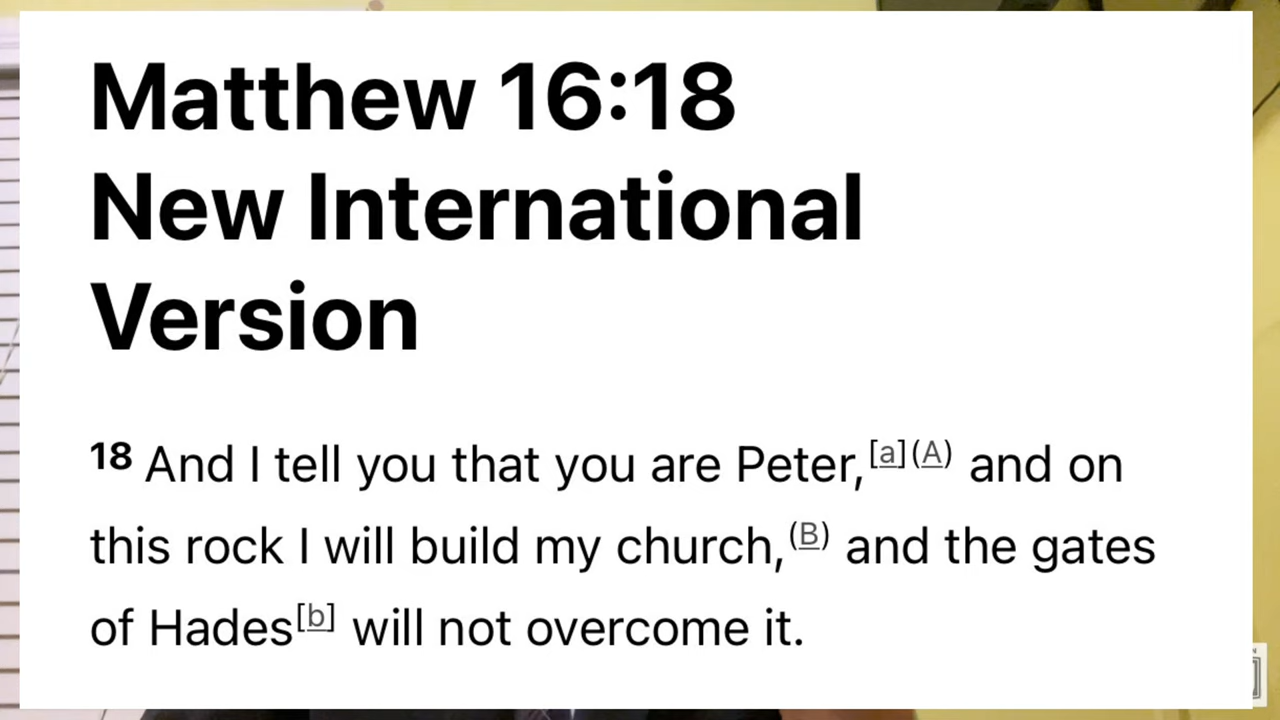 Matthew 16:18
New International
Version
18 And I tell you that you are Peter,[a](A) and on
this rock I will build my church,(B) and the gates
of Hades[b] will not overcome it.